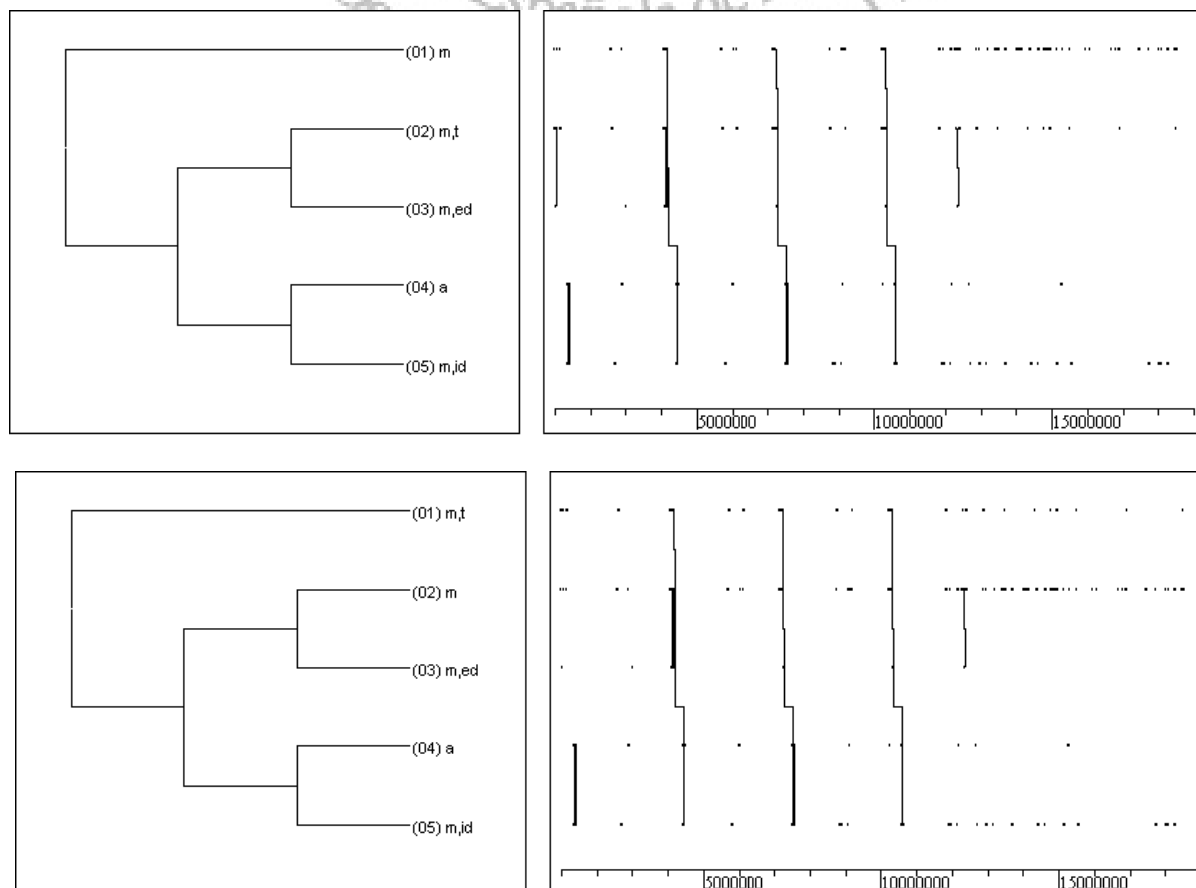 (01) m
(02) m,t
(03) m,ed
(04) a
(05) m,id
5000000 10000000 15000000
(01) m,t
(02) m
(03) m,ed
(04) a
(05) m,id
5000000 10000000 15000000